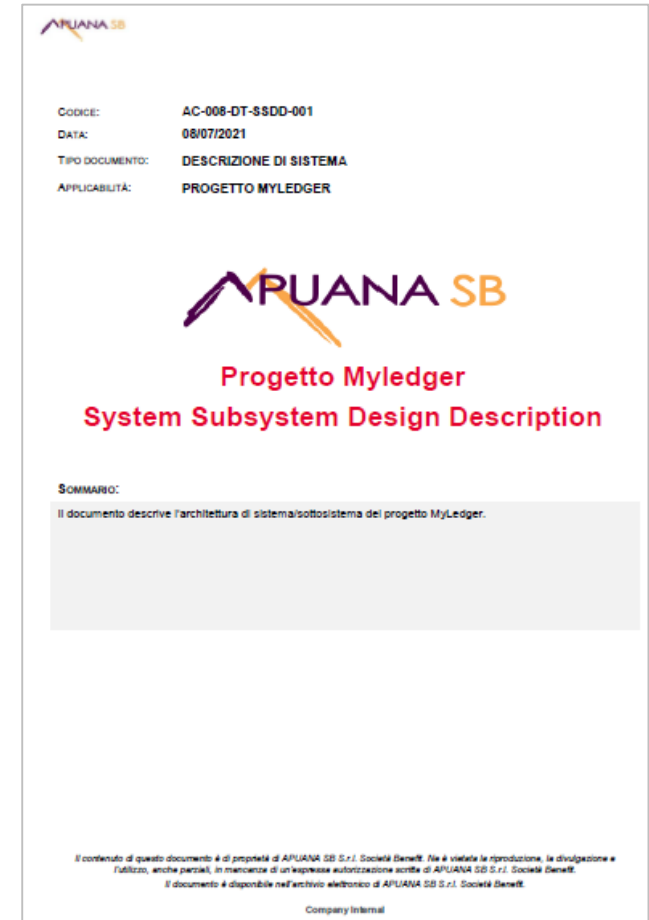 APUANA SB
CODICE: AC-008-DT-SSDD-001
DATA: 08/07/2021
TIPO DOCUMENTO: DESCRIZIONE DI SISTEMA
APPLICABILITÀ: PROGETTO MYLEDGER
APUANA SB
Progetto Myledger
System Subsystem Design Description
SOMMARIO:
Il documento descrive l'architettura di sistema/sottosistema del progetto MyLedger.
Il contenuto di questo documento è di proprietà di APUANA SB S.r.l. Società Benefit. Ne è vietata la riproduzione, la divulgazione e
l'utilizzo, anche parziali, in mancanza di un'espressa autorizzazione scritta di APUANA SB S.r.l. Società Benefit.
Il documento è disponibile nell'archivio elettronico di APUANA SB S.r.l. Società Benefit.
Company Internal